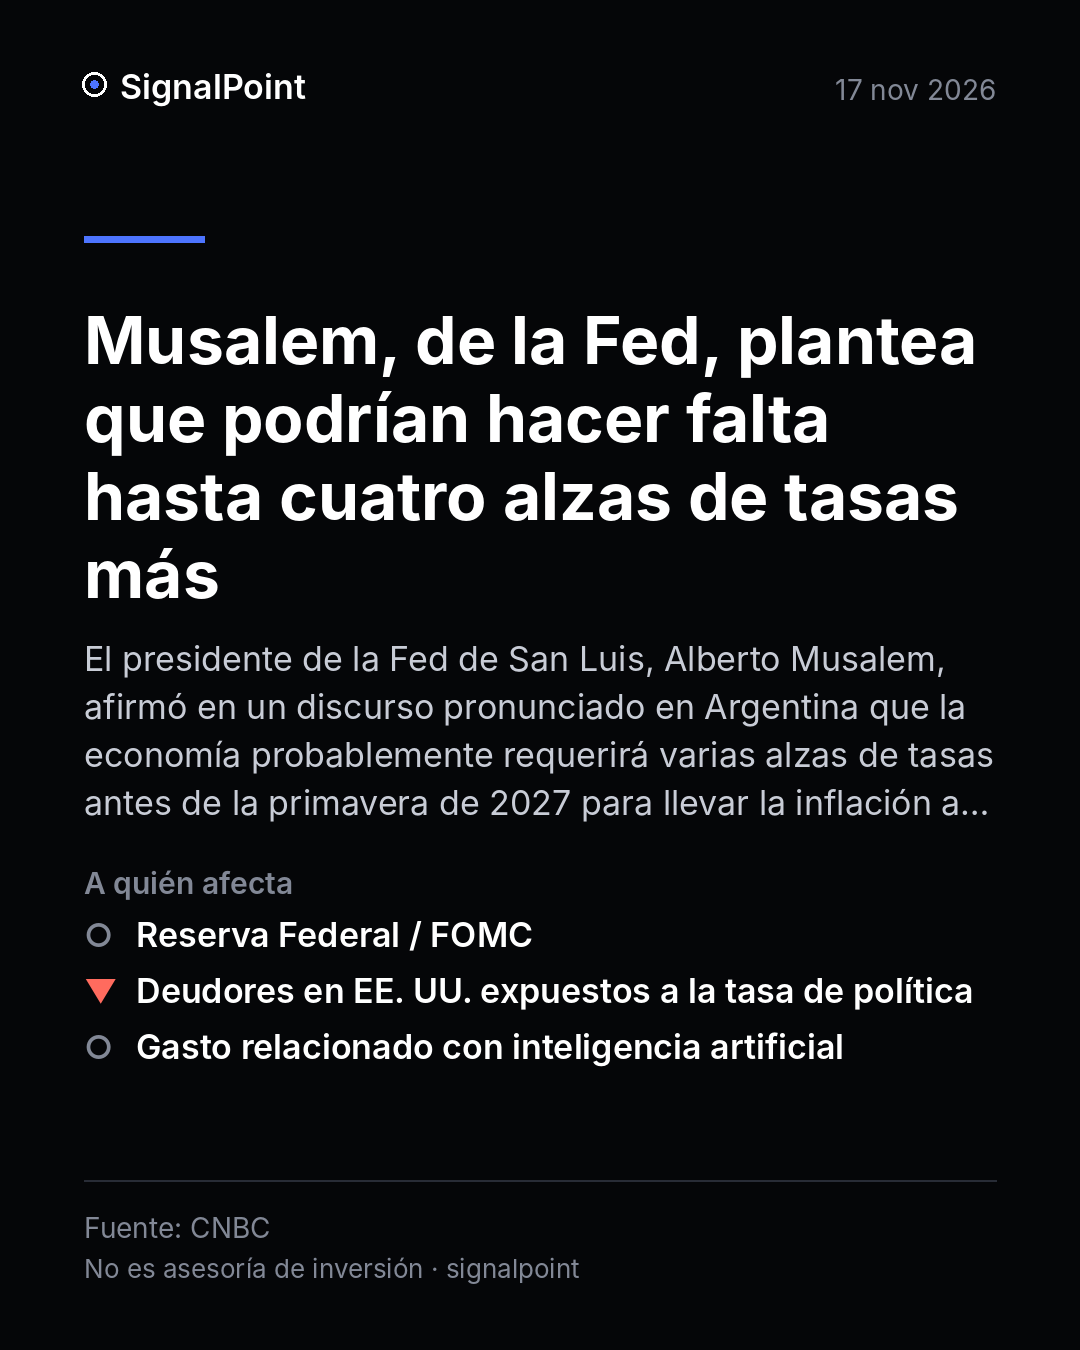 SignalPoint
17 nov 2026
Musalem, de la Fed, plantea
que podrían hacer falta
hasta cuatro alzas de tasas
más
El presidente de la Fed de San Luis, Alberto Musalem,
afirmó en un discurso pronunciado en Argentina que la
economía probablemente requerirá varias alzas de tasas
antes de la primavera de 2027 para llevar la inflación a...
A quién afecta
Reserva Federal / FOMC
Deudores en EE. UU. expuestos a la tasa de política
Gasto relacionado con inteligencia artificial
Fuente: CNBC
No es asesoría de inversión · signalpoint